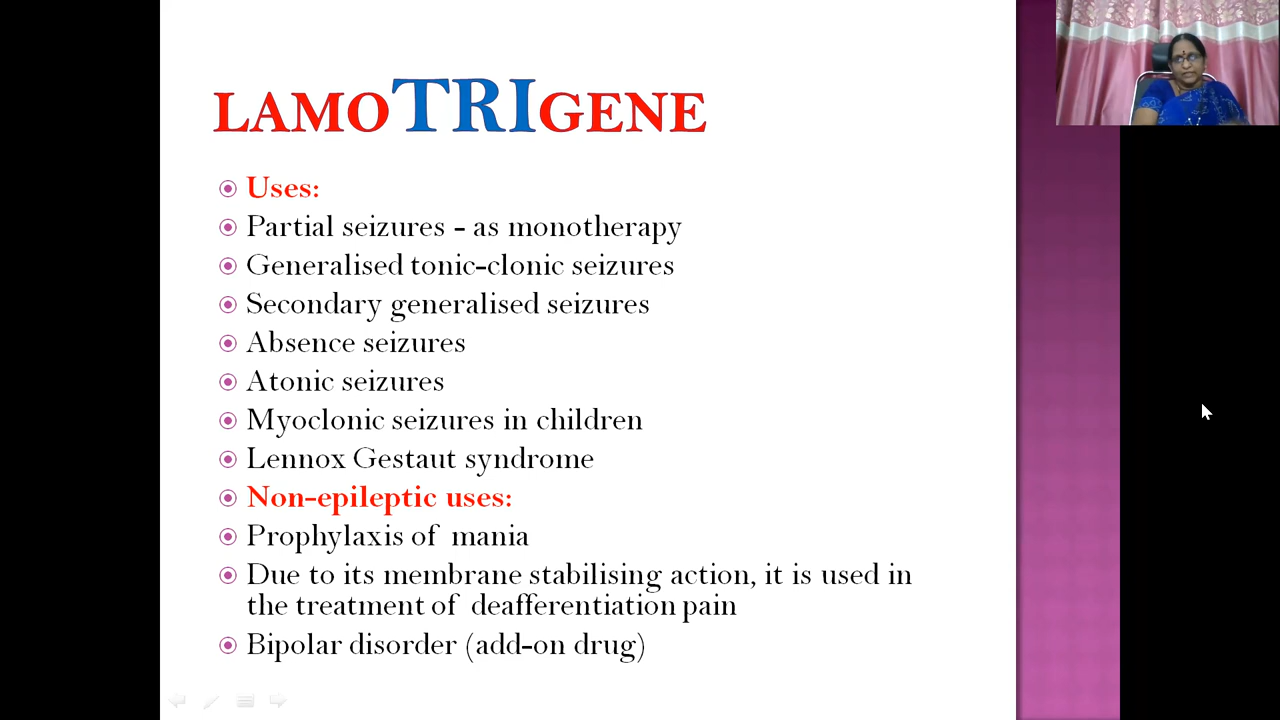 LAMOTRIGENE
Uses:
Partial seizures - as monotherapy
Generalised tonic-clonic seizures
Secondary generalised seizures
Absence seizures
Atonic seizures
Myoclonic seizures in children
Lennox Gestaut syndrome
Non-epileptic uses:
Prophylaxis of mania
Due to its membrane stabilising action, it is used in
the treatment of deafferentiation pain
Bipolar disorder (add-on drug)